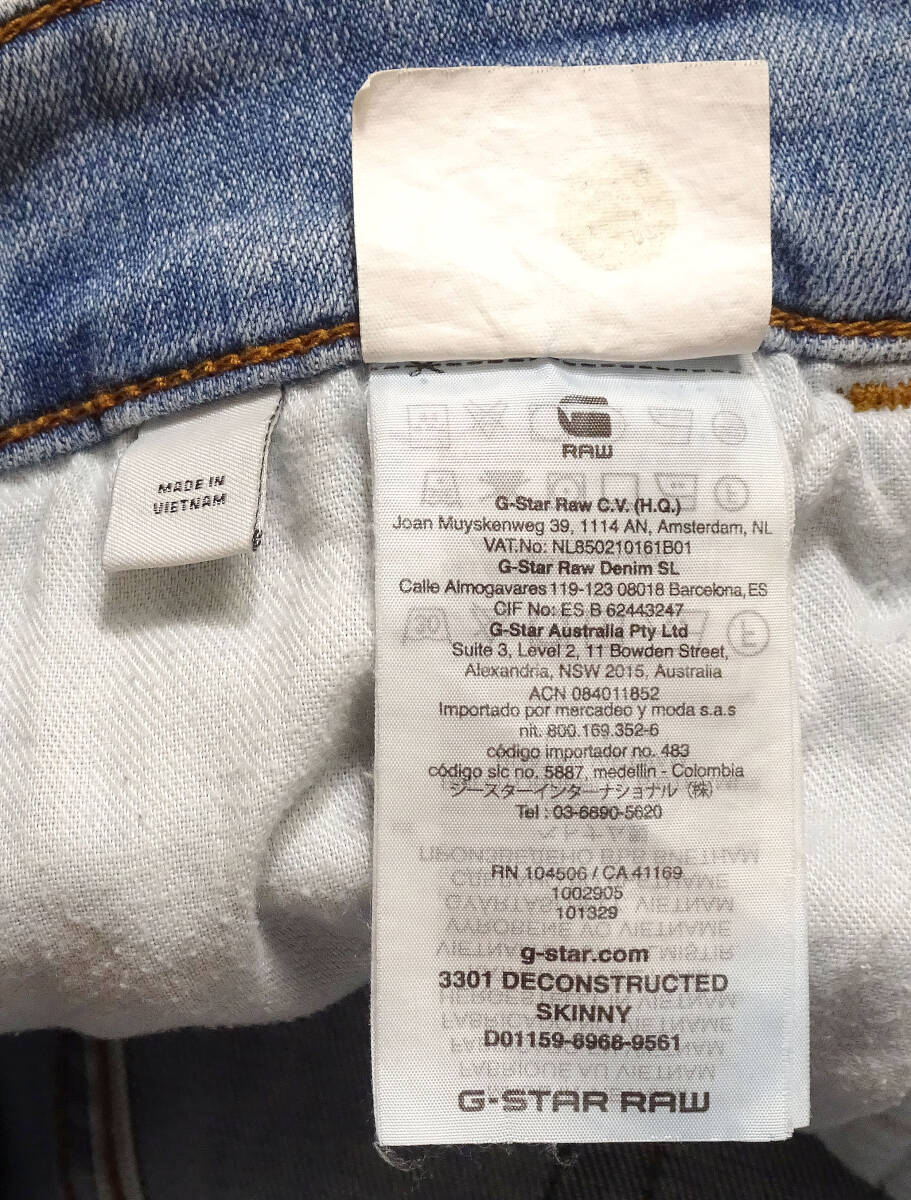 MADE IN
VIETNAM
RAW
G-Star Raw C.V. (H.Q.)
Joan Muyskenweg 39, 1114 AN, Amsterdam, NL
VAT.No: NL850210161B01
G-Star Raw Denim SL
Calle Almogavares 119-123 08018 Barcelona, ES
CIF No: ES B 62443247
G-Star Australia Pty Ltd
Suite 3, Level 2, 11 Bowden Street,
Alexandria, NSW 2015, Australia
ACN 084011852
Importado por mercadeo y moda s.a.s
nit. 800.169.352-6
código importador no. 483
código sic no. 5887, medellin - Colombia
ジースターインターナショナル (株)
Tel : 03-6890-5620
RN 104506 / CA 41169
1002905
101329
g-star.com
3301 DECONSTRUCTED
SKINNY
D01159-8968-9561
G-STAR RAW